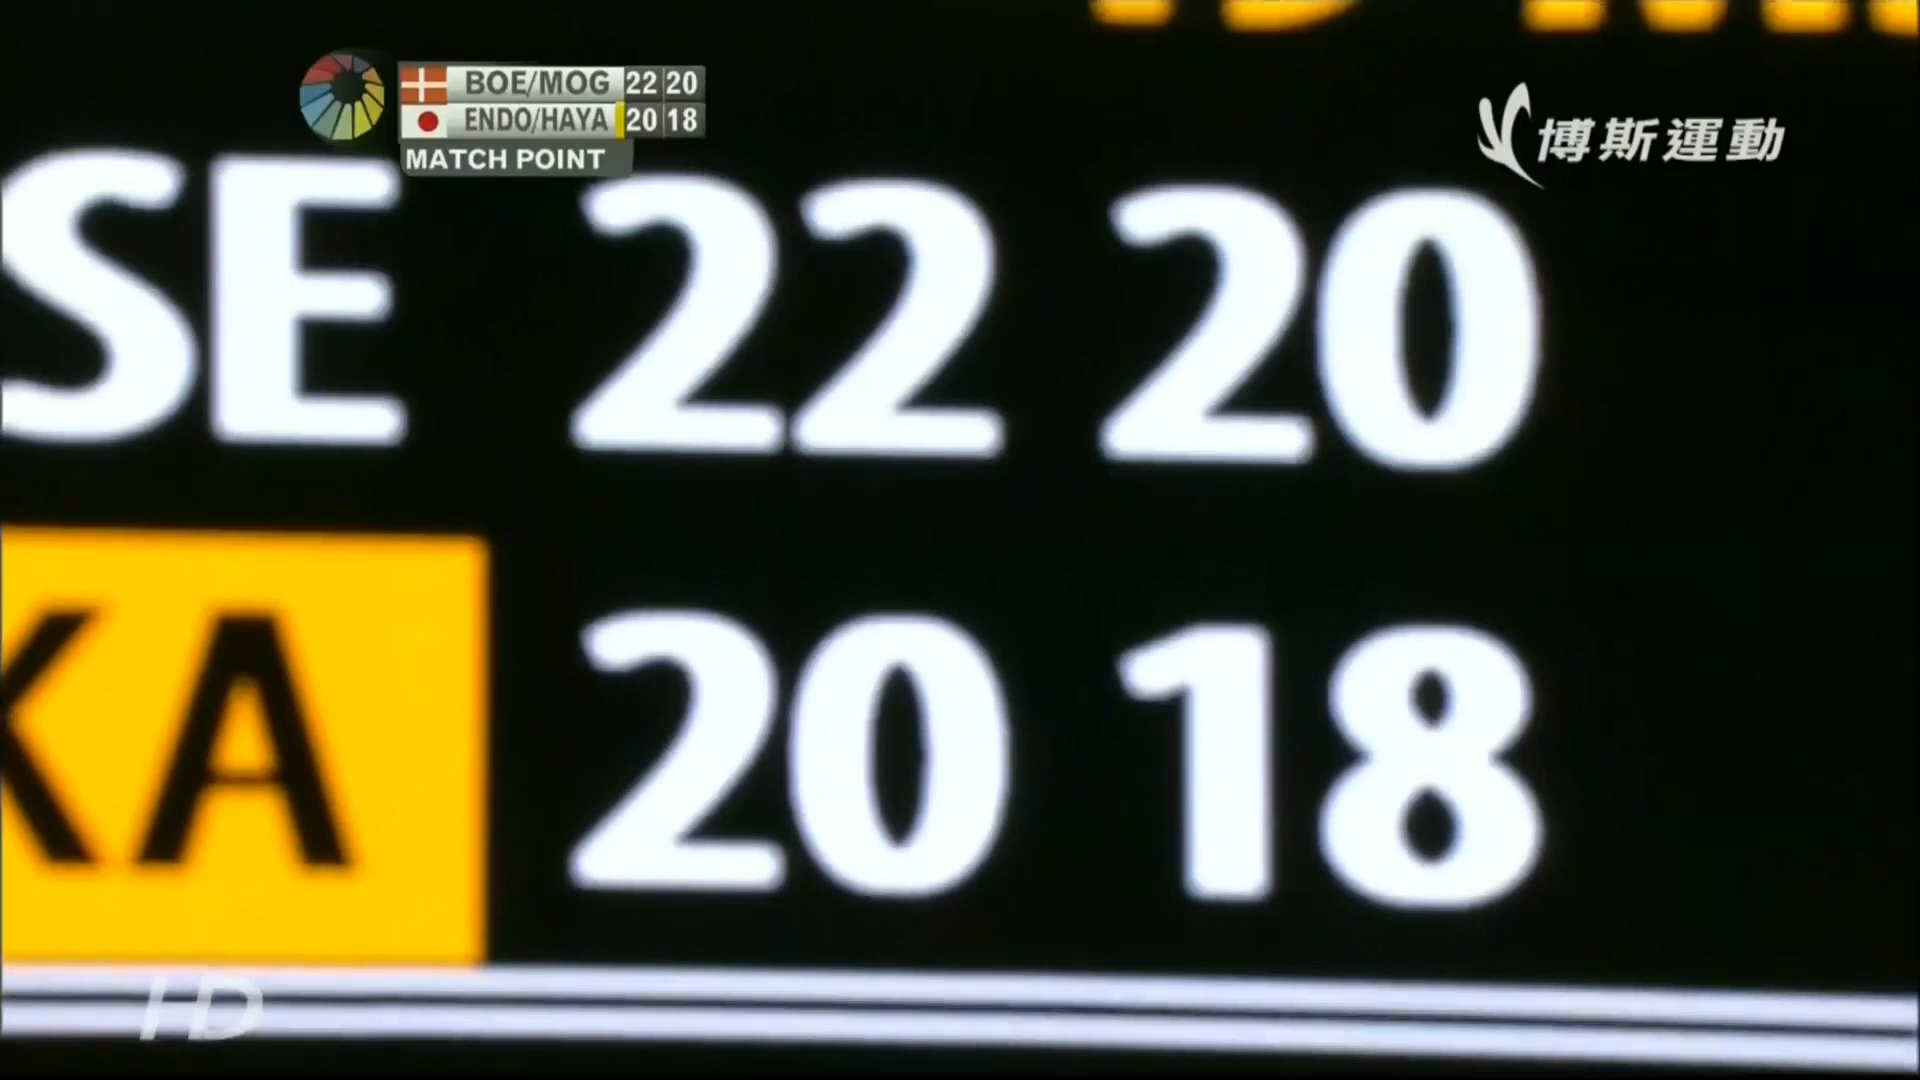 BOE/MOG 22 20
ENDO/HAYA 20 18
MATCH POINT
博斯運動
SE 22 20
KA 20 18
HD